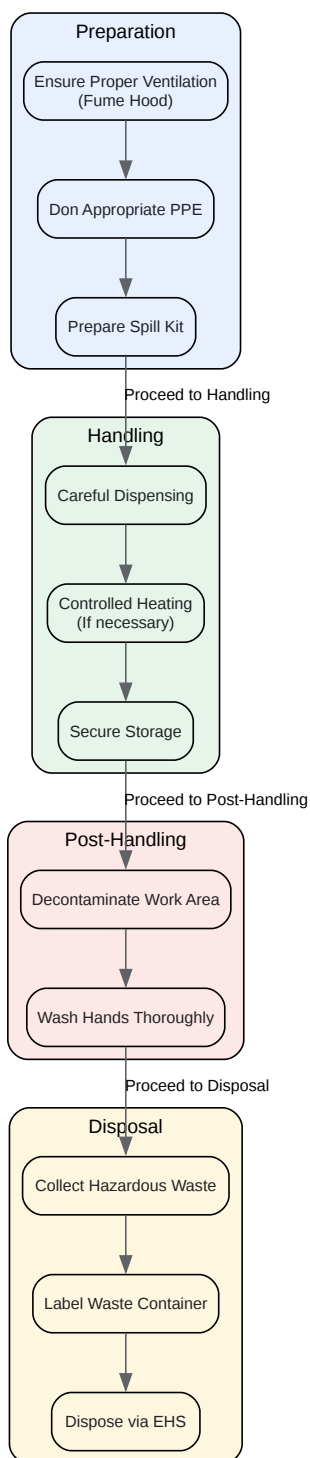 Preparation
Ensure Proper Ventilation
(Fume Hood)
Don Appropriate PPE
Prepare Spill Kit
Proceed to Handling
Handling
Careful Dispensing
Controlled Heating
(If necessary)
Secure Storage
Proceed to Post-Handling
Post-Handling
Decontaminate Work Area
Wash Hands Thoroughly
Proceed to Disposal
Disposal
Collect Hazardous Waste
Label Waste Container
Dispose via EHS